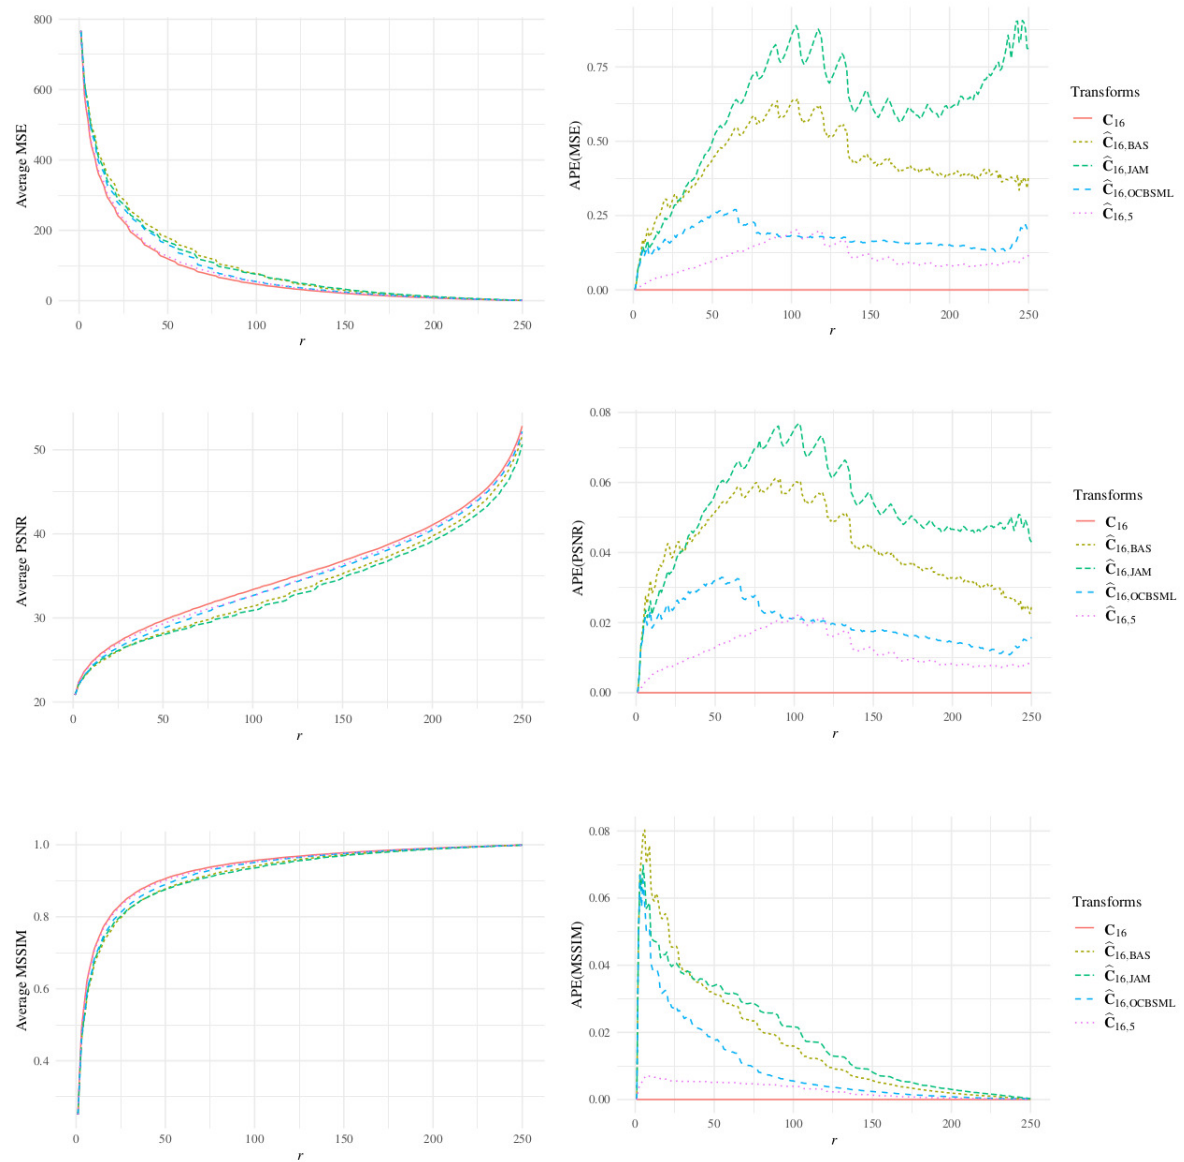 800
600
400
200
0
Average MSE
0 50 100 150 200 250
r
0.75
0.50
0.25
0.00
APE(MSE)
0 50 100 150 200 250
r
Transforms
C16
Ĉ16,BAS
Ĉ16,JAM
Ĉ16,OCBSML
Ĉ16,5
50
40
30
20
Average PSNR
0 50 100 150 200 250
r
0.08
0.06
0.04
0.02
0.00
APE(PSNR)
0 50 100 150 200 250
r
Transforms
C16
Ĉ16,BAS
Ĉ16,JAM
Ĉ16,OCBSML
Ĉ16,5
1.0
0.8
0.6
0.4
Average MSSIM
0 50 100 150 200 250
r
0.08
0.06
0.04
0.02
0.00
APE(MSSIM)
0 50 100 150 200 250
r
Transforms
C16
Ĉ16,BAS
Ĉ16,JAM
Ĉ16,OCBSML
Ĉ16,5